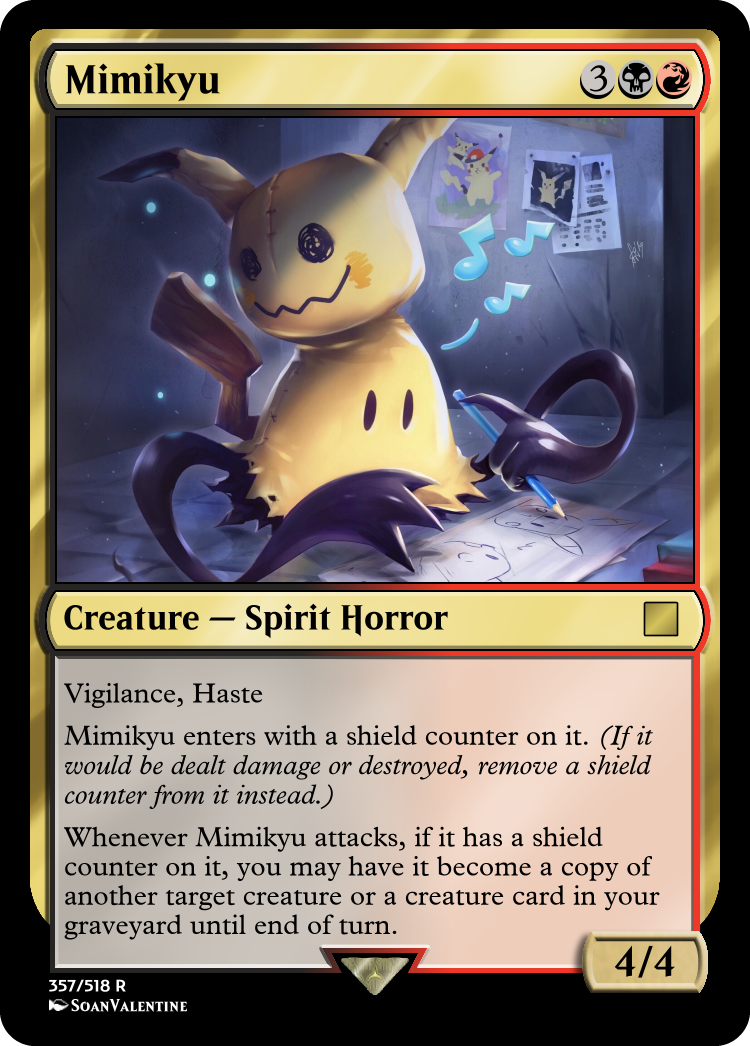 Mimikyu
3
Creature — Spirit Horror
Vigilance, Haste
Mimikyu enters with a shield counter on it. (If it
would be dealt damage or destroyed, remove a shield
counter from it instead.)
Whenever Mimikyu attacks, if it has a shield
counter on it, you may have it become a copy of
another target creature or a creature card in your
graveyard until end of turn.
4/4
357/518 R
SoanValentine